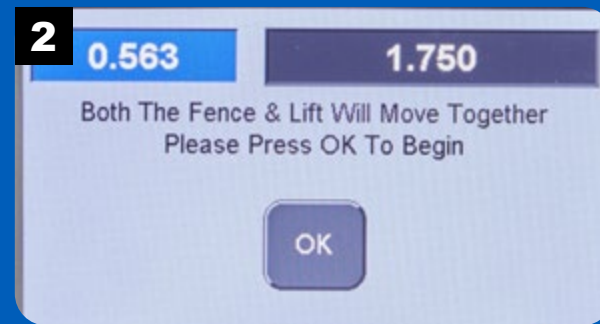 2
0.563 1.750
Both The Fence & Lift Will Move Together
Please Press OK To Begin
OK